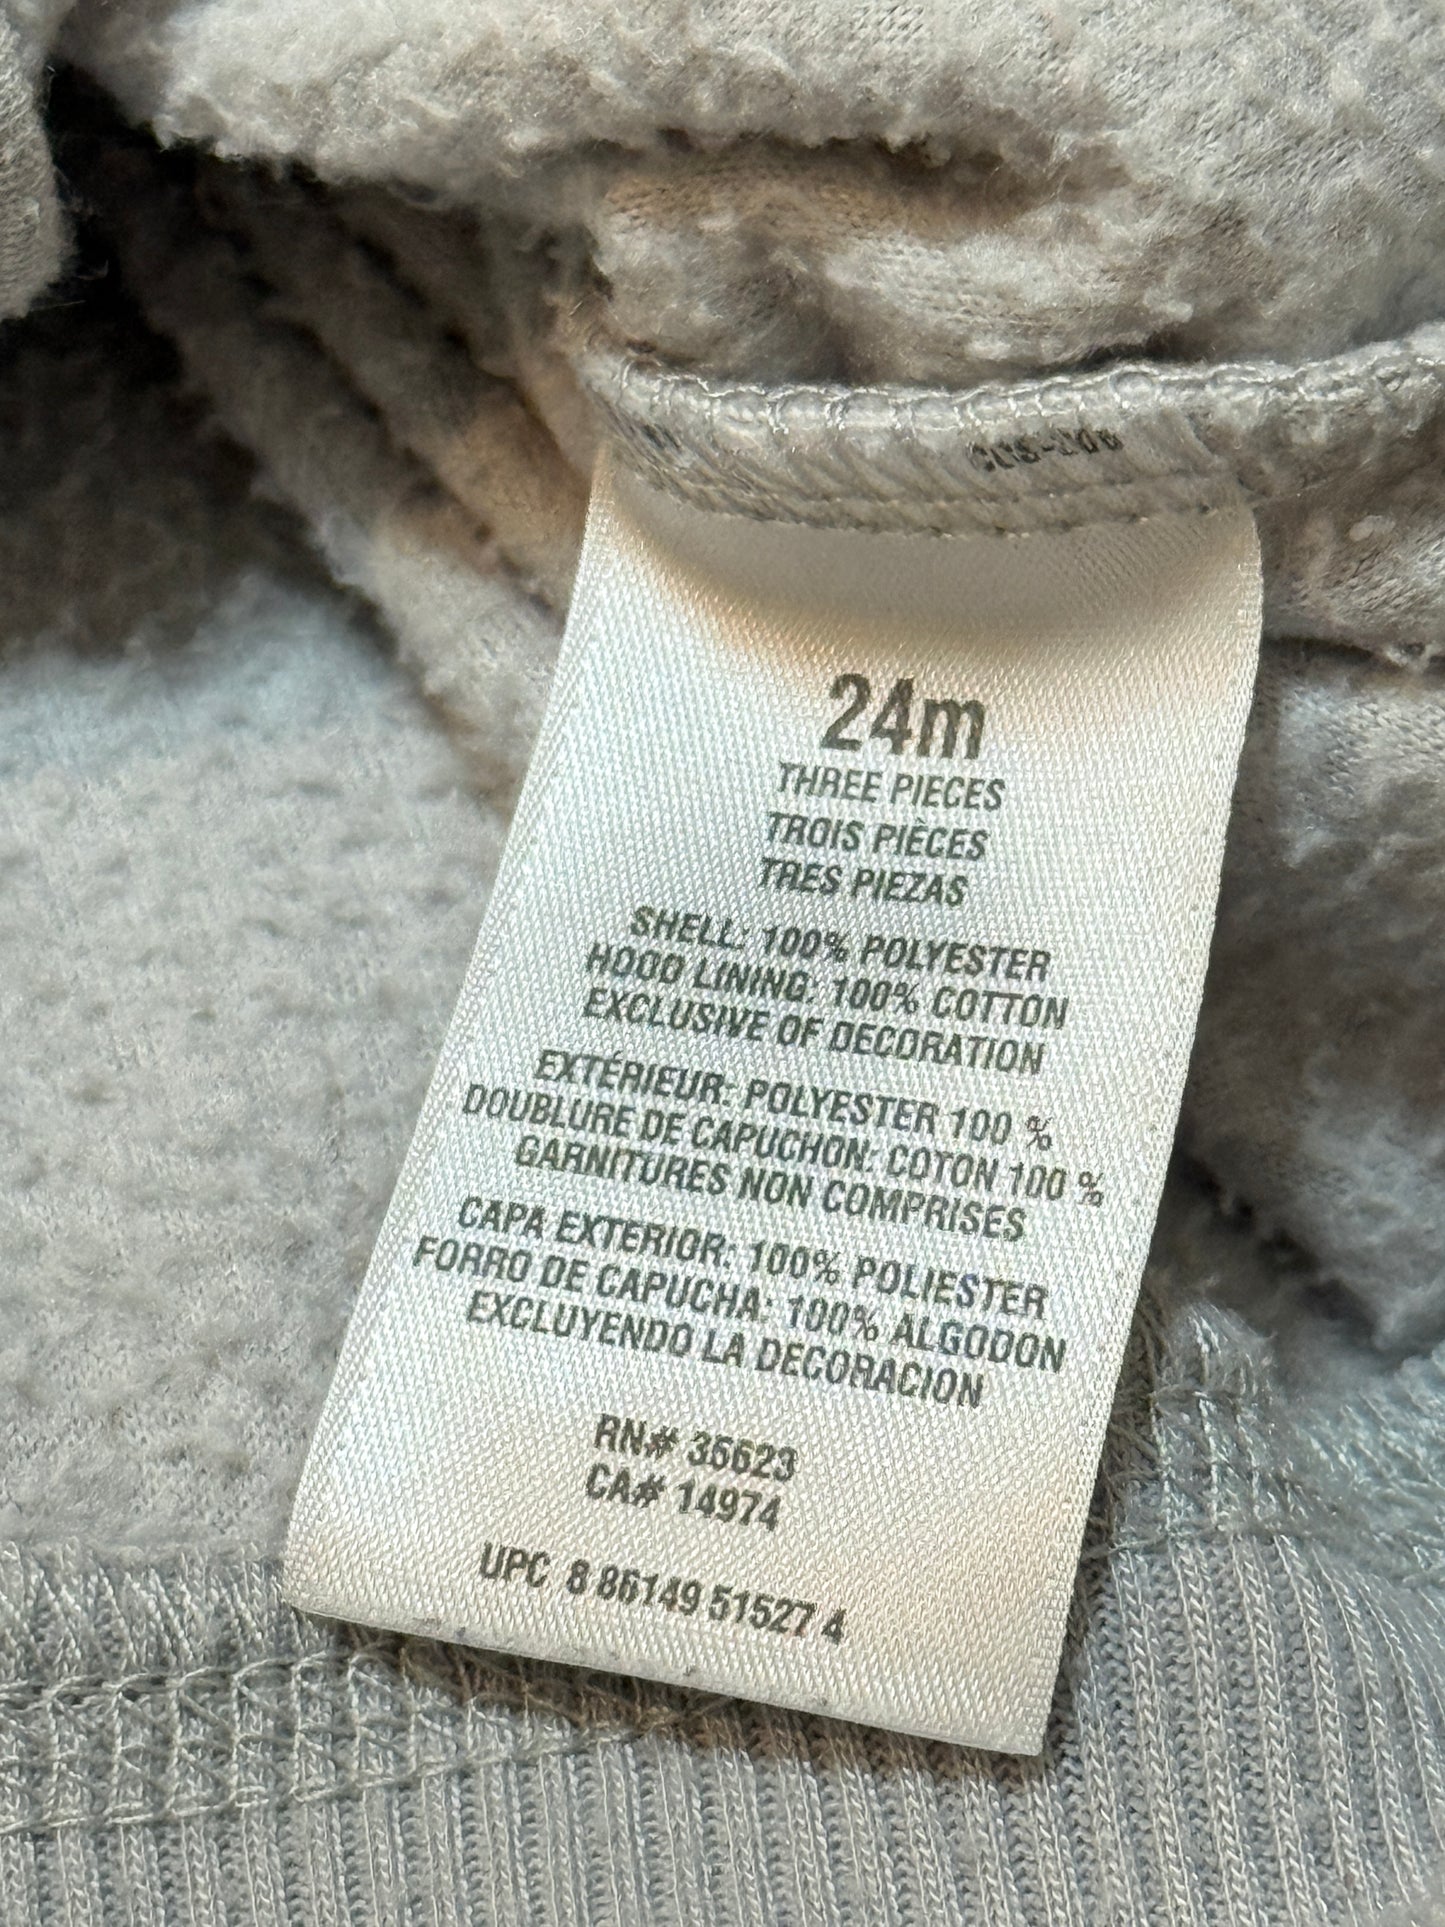 24m
THREE PIECES
TROIS PIÈCES
TRES PIEZAS
SHELL: 100% POLYESTER
HOOD LINING: 100% COTTON
EXCLUSIVE OF DECORATION
EXTÉRIEUR: POLYESTER 100 %
DOUBLURE DE CAPUCHON: COTON 100 %
GARNITURES NON COMPRISES
CAPA EXTERIOR: 100% POLIESTER
FORRO DE CAPUCHA: 100% ALGODON
EXCLUYENDO LA DECORACION
RN# 35623
CA# 14974
UPC 8 86149 51527 4